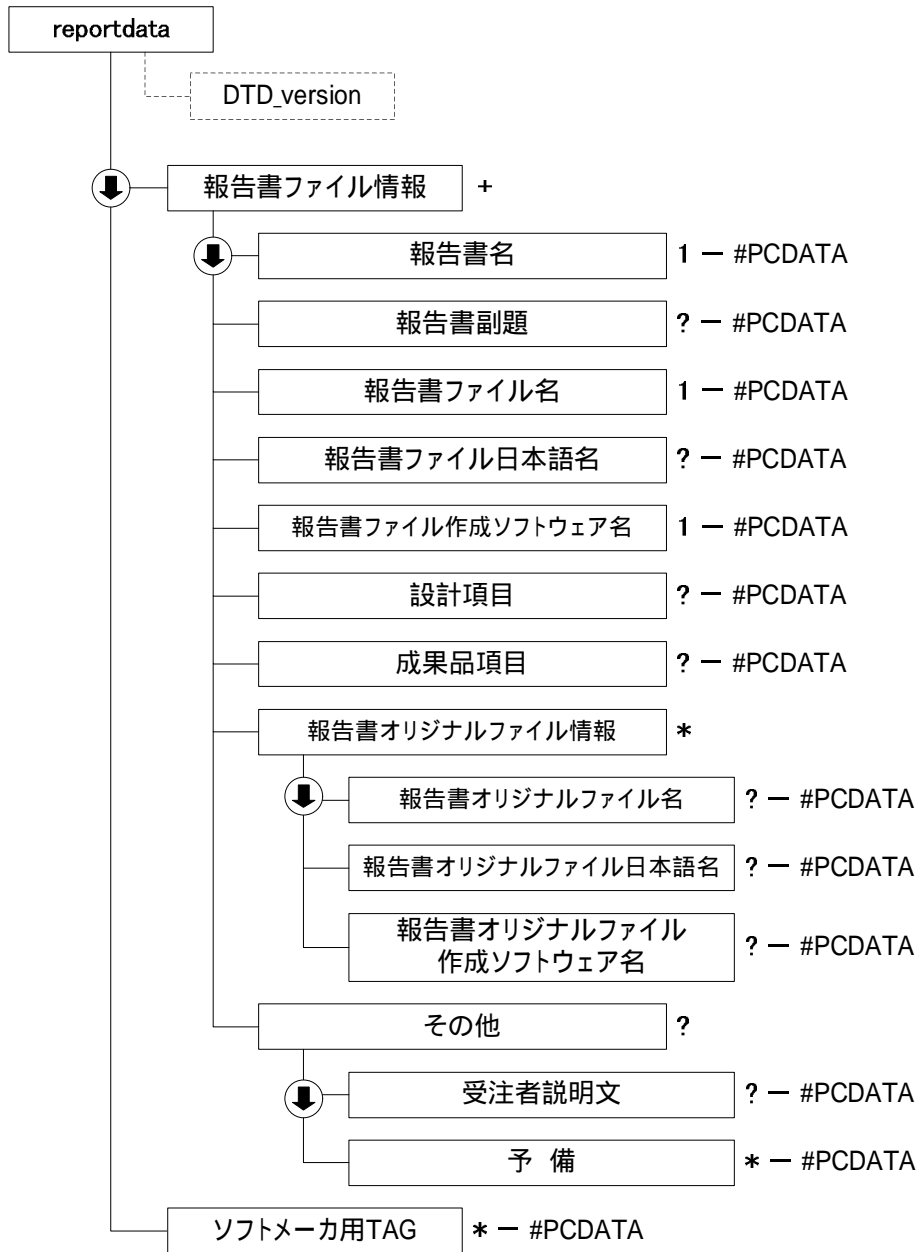 reportdata
DTD_version
報告書ファイル情報 +
報告書名 1 ー #PCDATA
報告書副題 ? ー #PCDATA
報告書ファイル名 1 ー #PCDATA
報告書ファイル日本語名 ? ー #PCDATA
報告書ファイル作成ソフトウェア名 1 ー #PCDATA
設計項目 ? ー #PCDATA
成果品項目 ? ー #PCDATA
報告書オリジナルファイル情報 *
報告書オリジナルファイル名 ? ー #PCDATA
報告書オリジナルファイル日本語名 ? ー #PCDATA
報告書オリジナルファイル
作成ソフトウェア名 ? ー #PCDATA
その他 ?
受注者説明文 ? ー #PCDATA
予 備 * ー #PCDATA
ソフトメーカ用TAG * ー #PCDATA